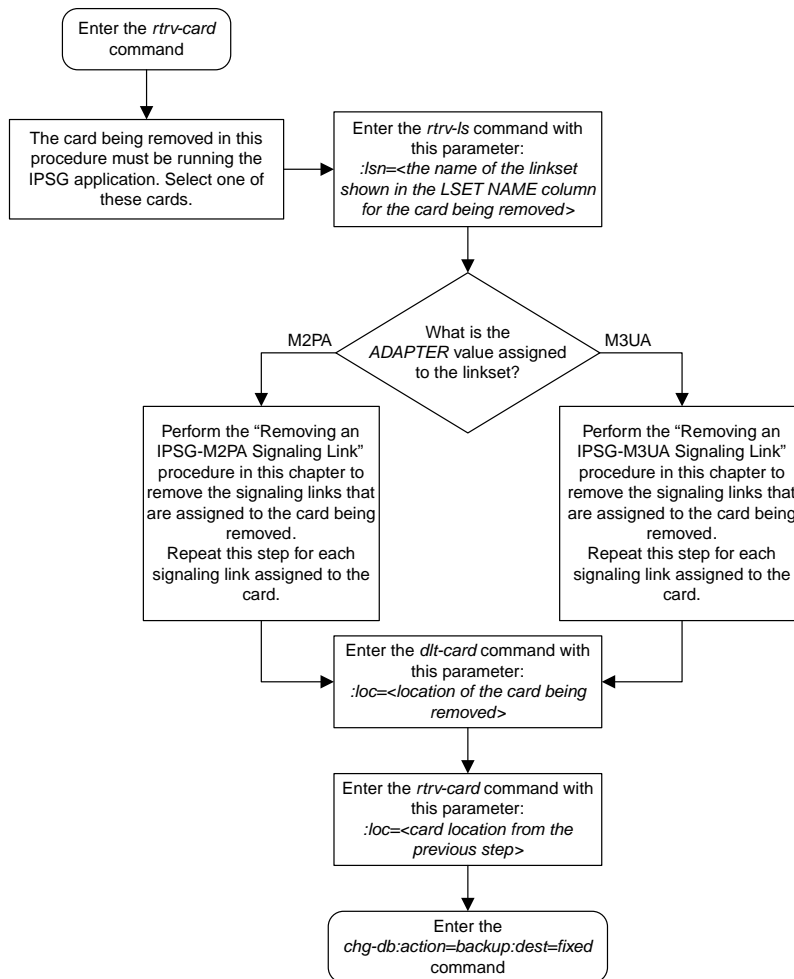 Enter the rtrv-card
command
The card being removed in this
procedure must be running the
IPSG application. Select one of
these cards.
Enter the rtrv-ls command with
this parameter:
:lsn=<the name of the linkset
shown in the LSET NAME column
for the card being removed>
What is the
ADAPTER value assigned
to the linkset?
M2PA
M3UA
Perform the “Removing an
IPSG-M2PA Signaling Link”
procedure in this chapter to
remove the signaling links that
are assigned to the card being
removed.
Repeat this step for each
signaling link assigned to the
card.
Perform the “Removing an
IPSG-M3UA Signaling Link”
procedure in this chapter to
remove the signaling links that
are assigned to the card being
removed.
Repeat this step for each
signaling link assigned to the
card.
Enter the dlt-card command with
this parameter:
:loc=<location of the card being
removed>
Enter the rtrv-card command with
this parameter:
:loc=<card location from the
previous step>
Enter the
chg-db:action=backup:dest=fixed
command